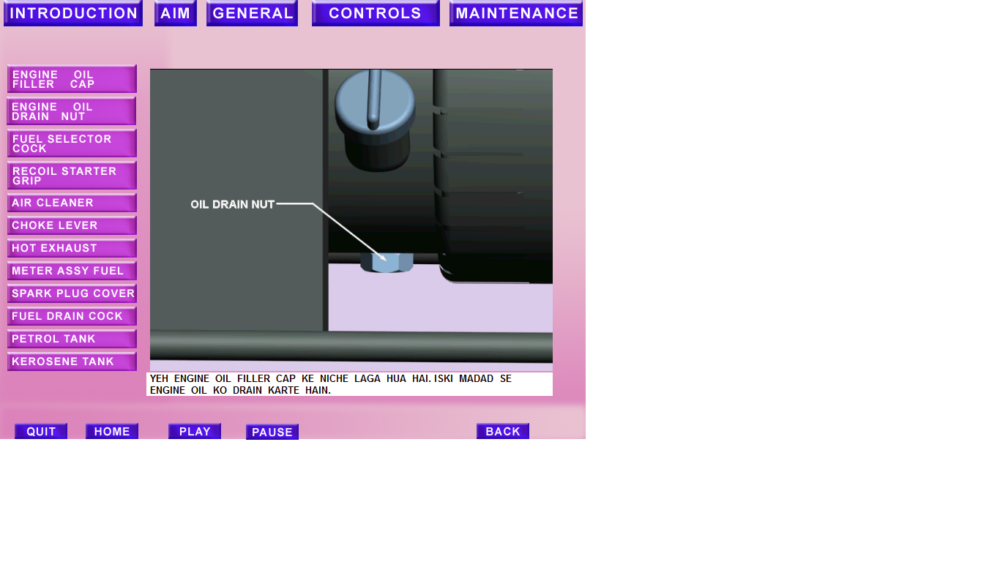 INTRODUCTION AIM GENERAL CONTROLS MAINTENANCE
ENGINE OIL
FILLER CAP
ENGINE OIL
DRAIN NUT
FUEL SELECTOR
COCK
RECOIL STARTER
GRIP
AIR CLEANER
CHOKE LEVER
HOT EXHAUST
METER ASSY FUEL
SPARK PLUG COVER
FUEL DRAIN COCK
PETROL TANK
KEROSENE TANK
OIL DRAIN NUT
YEH ENGINE OIL FILLER CAP KE NICHE LAGA HUA HAI. ISKI MADAD SE
ENGINE OIL KO DRAIN KARTE HAIN.
QUIT HOME PLAY PAUSE BACK